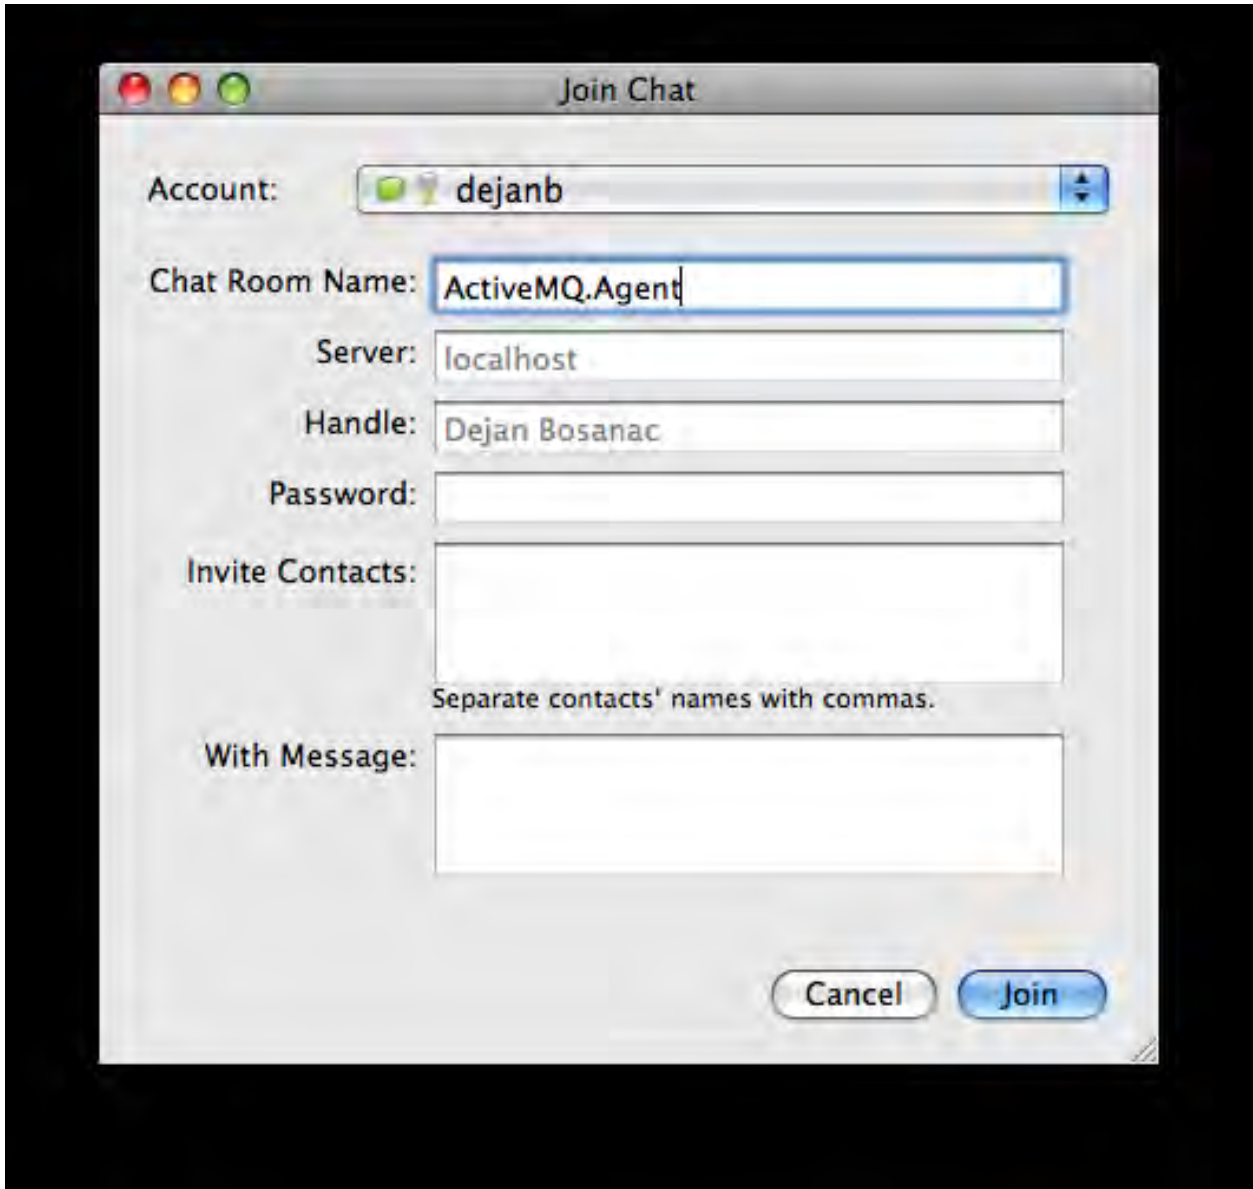 Join Chat
Account: dejanb
Chat Room Name: ActiveMQ.Agent
Server: localhost
Handle: Dejan Bosanac
Password:
Invite Contacts:
Separate contacts' names with commas.
With Message:
Cancel Join